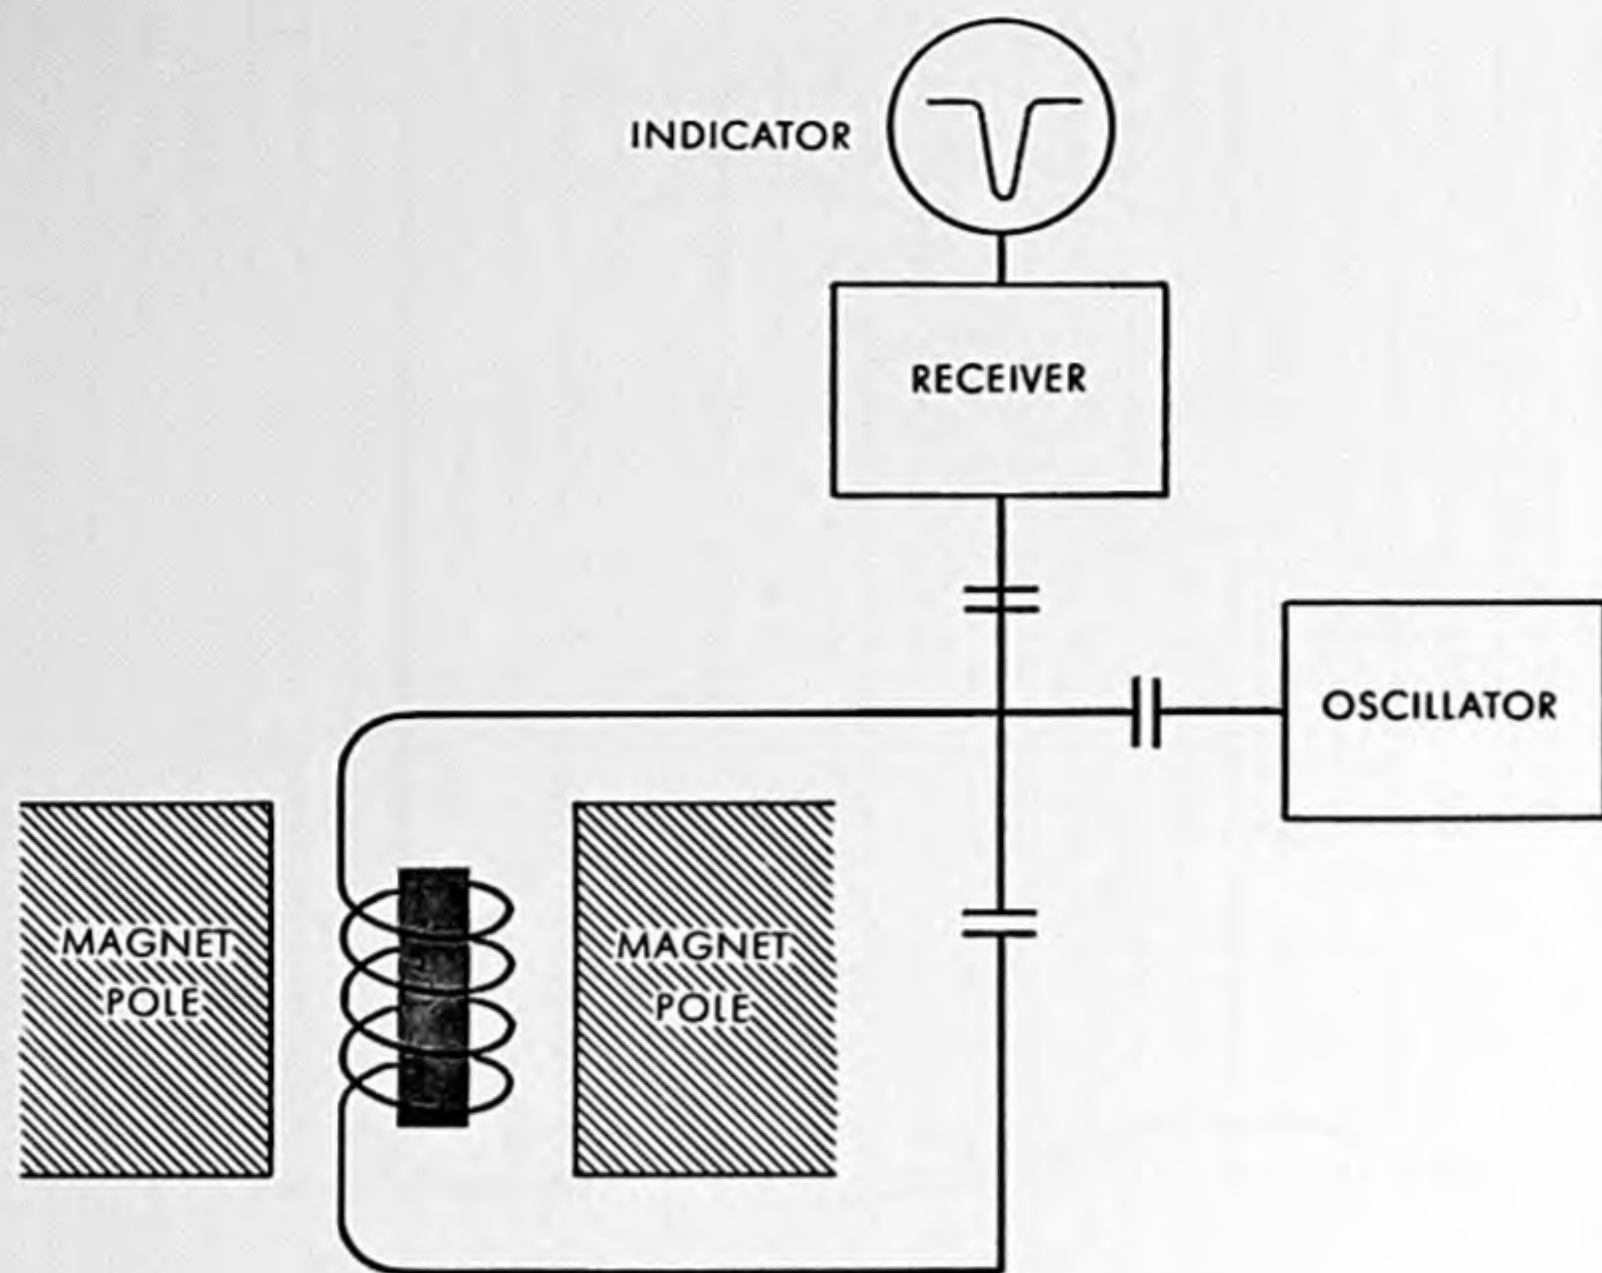 INDICATOR
RECEIVER
OSCILLATOR
MAGNET
POLE
MAGNET
POLE